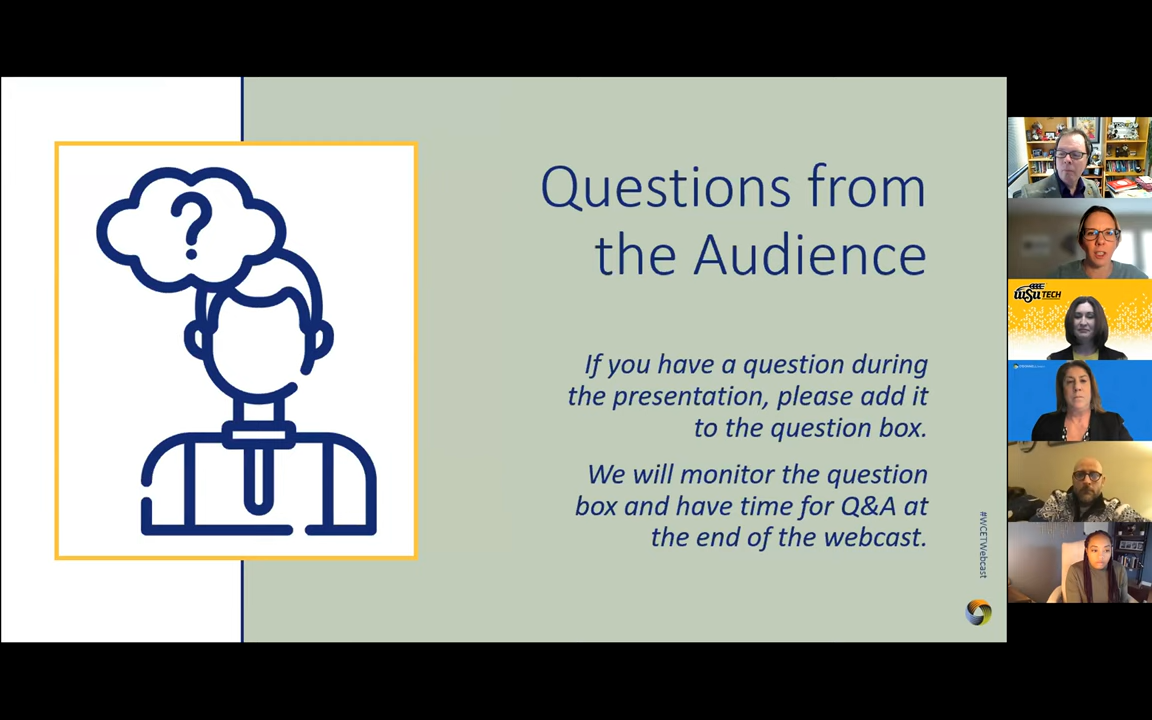 ?
Questions from
the Audience
If you have a question during
the presentation, please add it
to the question box.
We will monitor the question
box and have time for Q&A at
the end of the webcast.
#WCETWebcast
WSU TECH